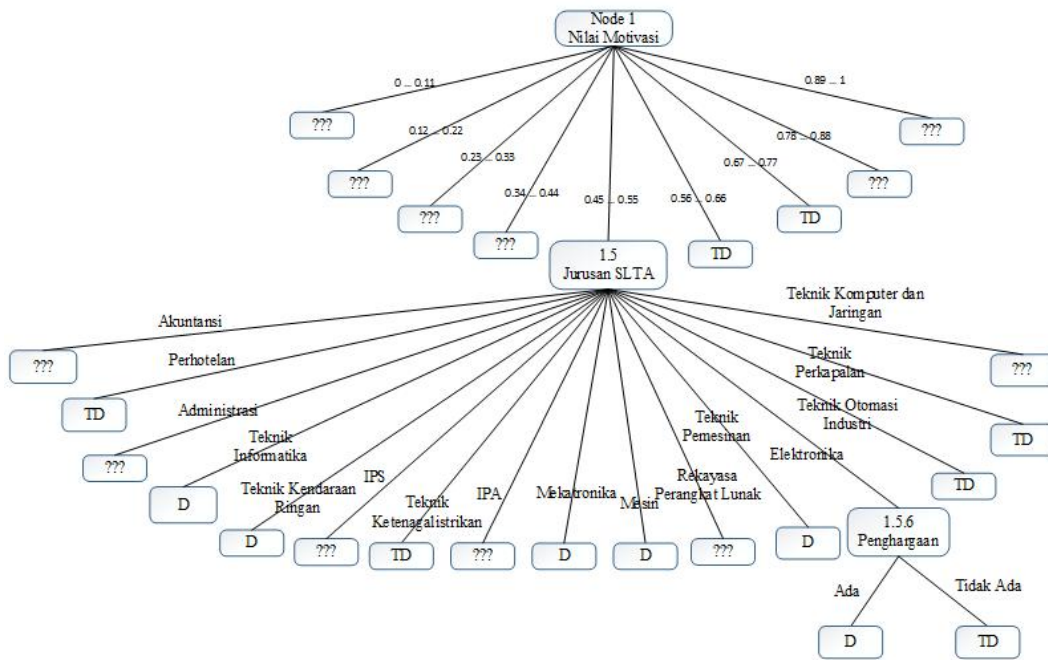 Node 1
Nilai Motivasi
0 ... 0.11
0.89 ... 1
???
???
0.12 ... 0.22
0.78 ... 0.88
0.23 ... 0.33
0.67 ... 0.77
???
???
0.34 ... 0.44
0.45 ... 0.55
0.56 ... 0.66
???
TD
???
TD
1.5
Jurusan SLTA
Teknik Komputer dan
Jaringan
Akuntansi
???
Perhotelan
Teknik
Perkapalan
???
TD
Administrasi
Teknik Otomasi
Industri
Teknik
Informatika
Teknik
Pemesinan
TD
???
Elektronika
D
Teknik Kendaraan
Ringan
IPS
Teknik
Ketenagalistrikan
IPA
Mekatronika
Mesin
Rekayasa
Perangkat Lunak
TD
D
???
TD
???
D
D
???
D
1.5.6
Penghargaan
Ada
Tidak Ada
D
TD